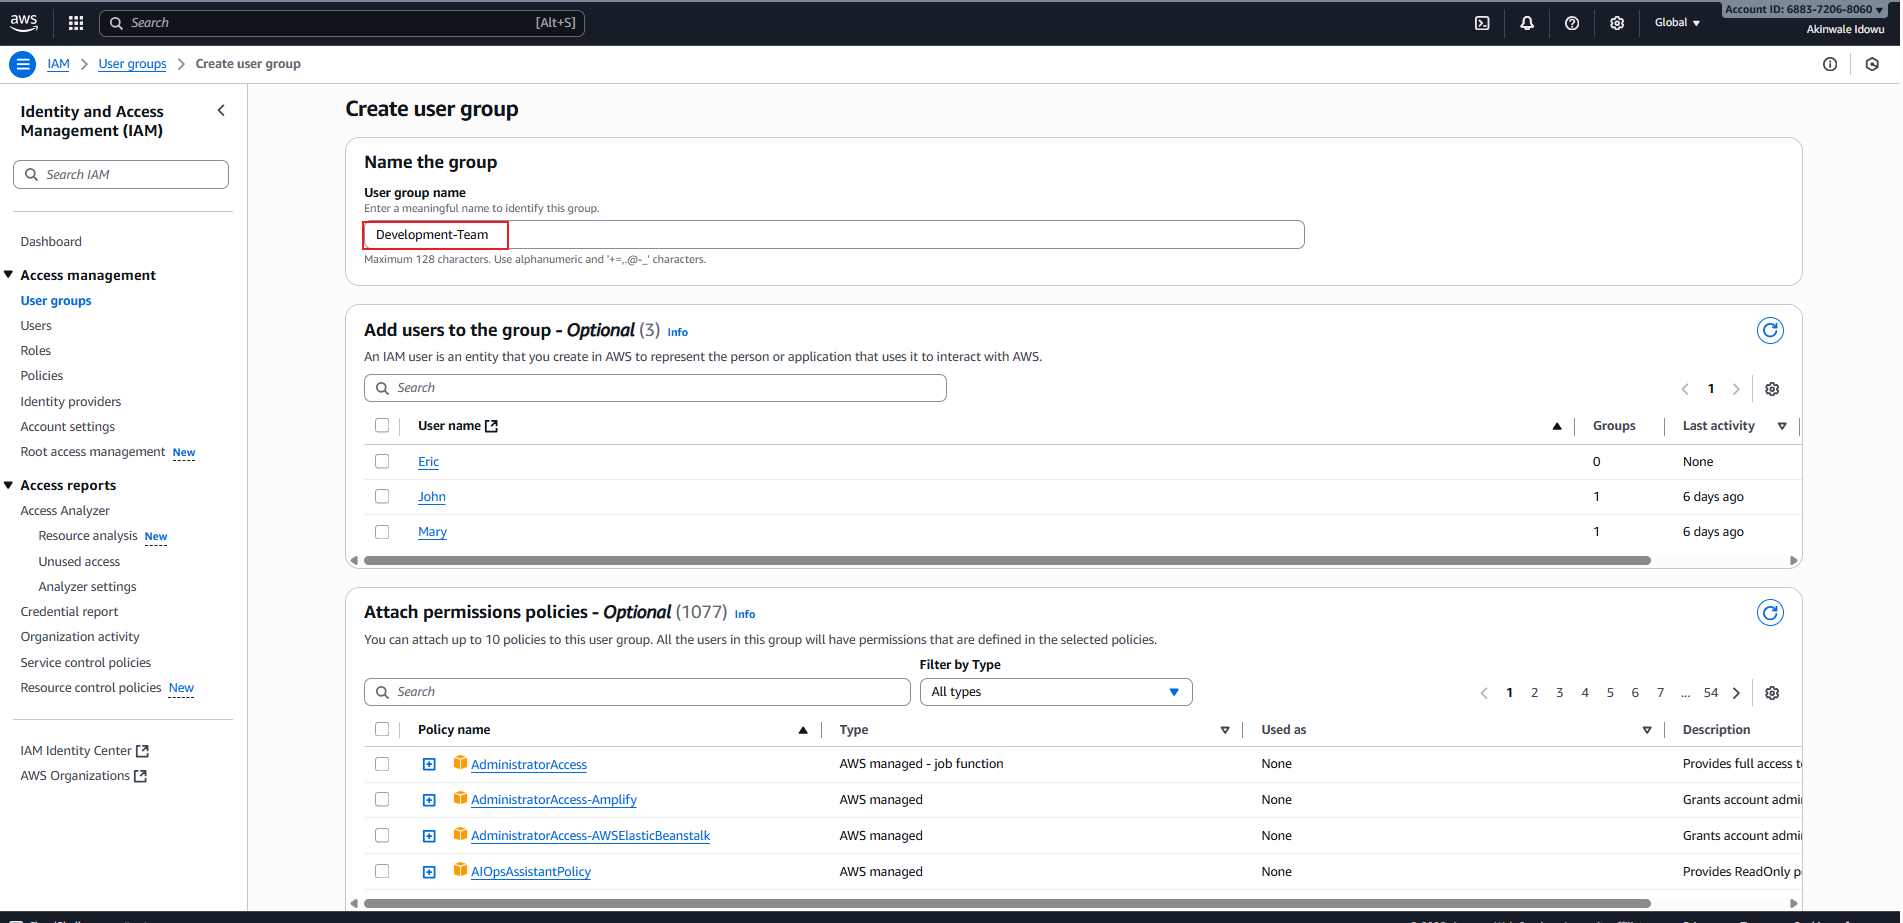 aws
Search
[Alt+S]
Global
Account ID: 6883-7206-8060
Akinwale Idowu
IAM
User groups
Create user group
Identity and Access
Management (IAM)
Search IAM
Dashboard
Access management
User groups
Users
Roles
Policies
Identity providers
Account settings
Root access management New
Access reports
Access Analyzer
Resource analysis New
Unused access
Analyzer settings
Credential report
Organization activity
Service control policies
Resource control policies New
IAM Identity Center
AWS Organizations
Create user group
Name the group
User group name
Enter a meaningful name to identify this group.
Development-Team
Maximum 128 characters. Use alphanumeric and '+=,.@-_' characters.
Add users to the group - Optional (3) Info
An IAM user is an entity that you create in AWS to represent the person or application that uses it to interact with AWS.
Search
1
User name Groups Last activity
Eric 0 None
John 1 6 days ago
Mary 1 6 days ago
Attach permissions policies - Optional (1077) Info
You can attach up to 10 policies to this user group. All the users in this group will have permissions that are defined in the selected policies.
Filter by Type
Search
All types
1 2 3 4 5 6 7 ... 54
Policy name Type Used as Description
AdministratorAccess AWS managed - job function None Provides full access t
AdministratorAccess-Amplify AWS managed None Grants account admi
AdministratorAccess-AWSElasticBeanstalk AWS managed None Grants account admi
AIOpsAssistantPolicy AWS managed None Provides ReadOnly p